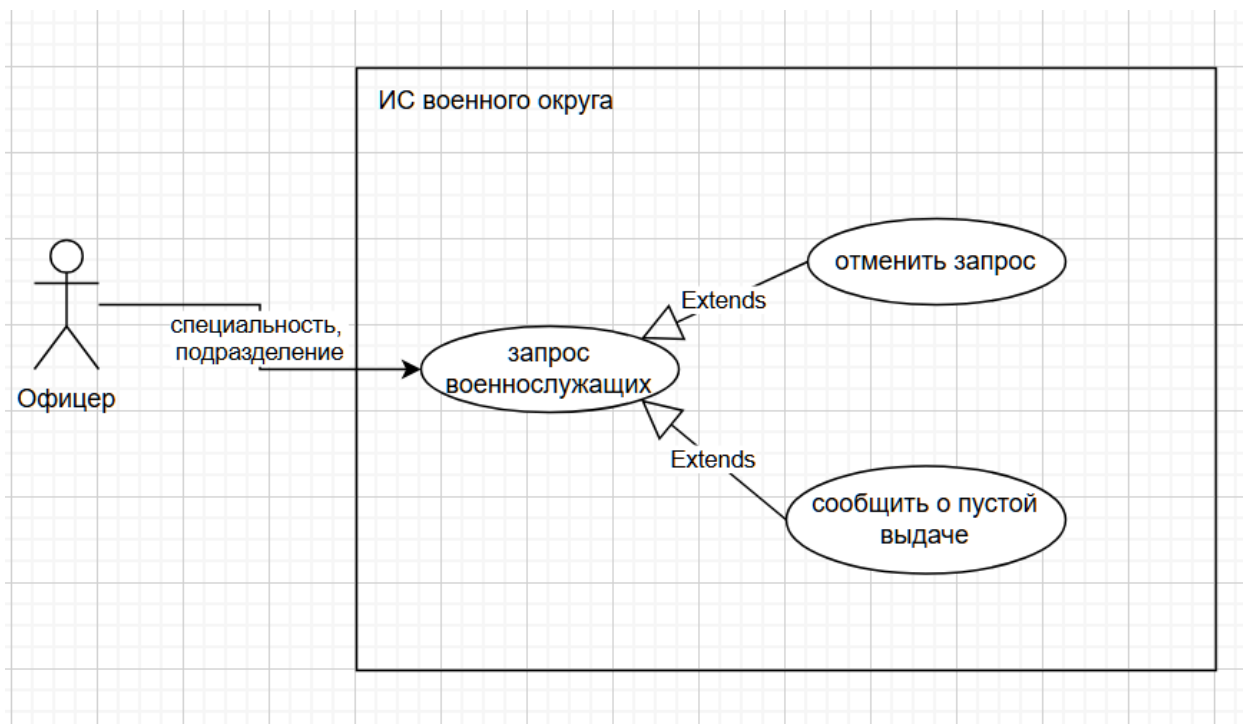 ИС военного округа
отменить запрос
Extends
специальность,
подразделение
запрос
военнослужащих
Офицер
Extends
сообщить о пустой
выдаче